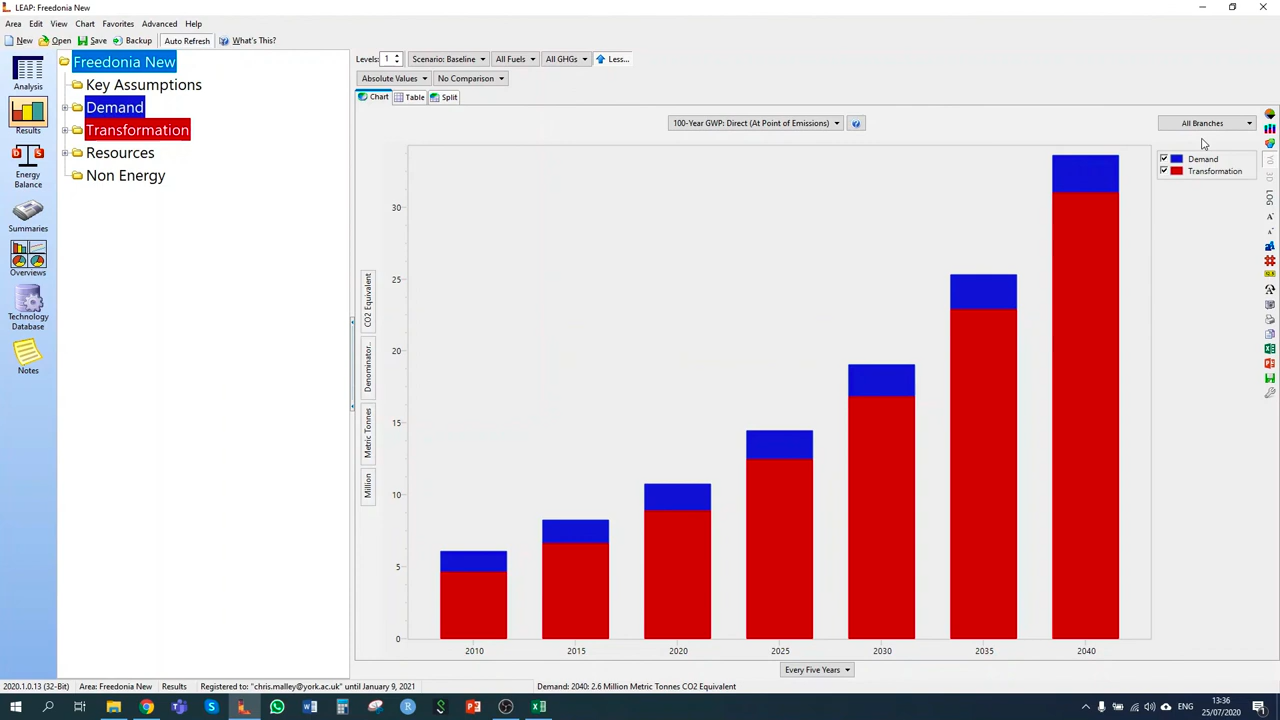 LEAP: Freedonia New
Area Edit View Chart Favorites Advanced Help
New Open Save Backup Auto Refresh What's This?
Analysis
Results
Energy
Balance
Summaries
Overviews
Technology
Database
Notes
Freedonia New
Key Assumptions
Demand
Transformation
Resources
Non Energy
Levels: 1 Scenario: Baseline All Fuels All GHGs Less...
Absolute Values No Comparison
Chart Table Split
100-Year GWP: Direct (At Point of Emissions)
All Branches
Demand
Transformation
LOG
CO2 Equivalent
Denominator..
Metric Tonnes
Million
30
25
20
15
10
5
0
2010 2015 2020 2025 2030 2035 2040
Every Five Years
2020.1.0.13 (32-Bit) Area: Freedonia New Results Registered to: "chris.malley@york.ac.uk" until January 9, 2021 Demand: 2040: 2.6 Million Metric Tonnes CO2 Equivalent
ENG
13:36
25/07/2020